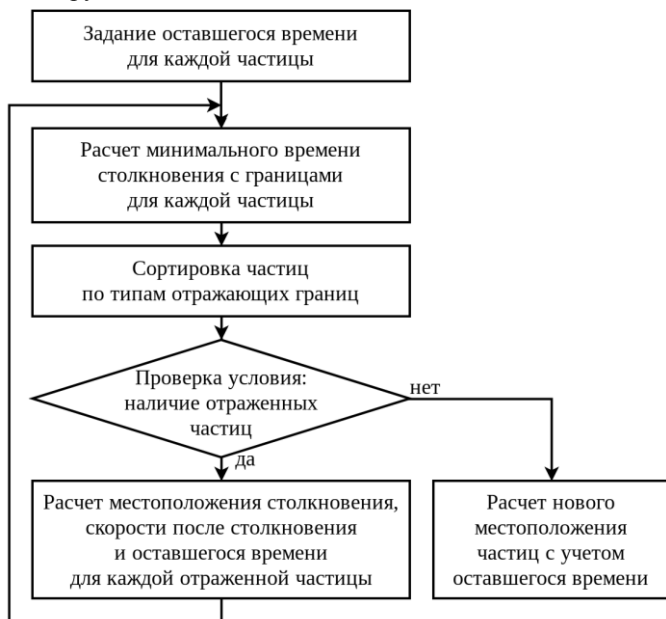 Задание оставшегося времени
для каждой частицы
Расчет минимального времени
столкновения с границами
для каждой частицы
Сортировка частиц
по типам отражающих границ
Проверка условия:
наличие отраженных
частиц
нет
да
Расчет местоположения столкновения,
скорости после столкновения
и оставшегося времени
для каждой отраженной частицы
Расчет нового
местоположения
частиц с учетом
оставшегося времени